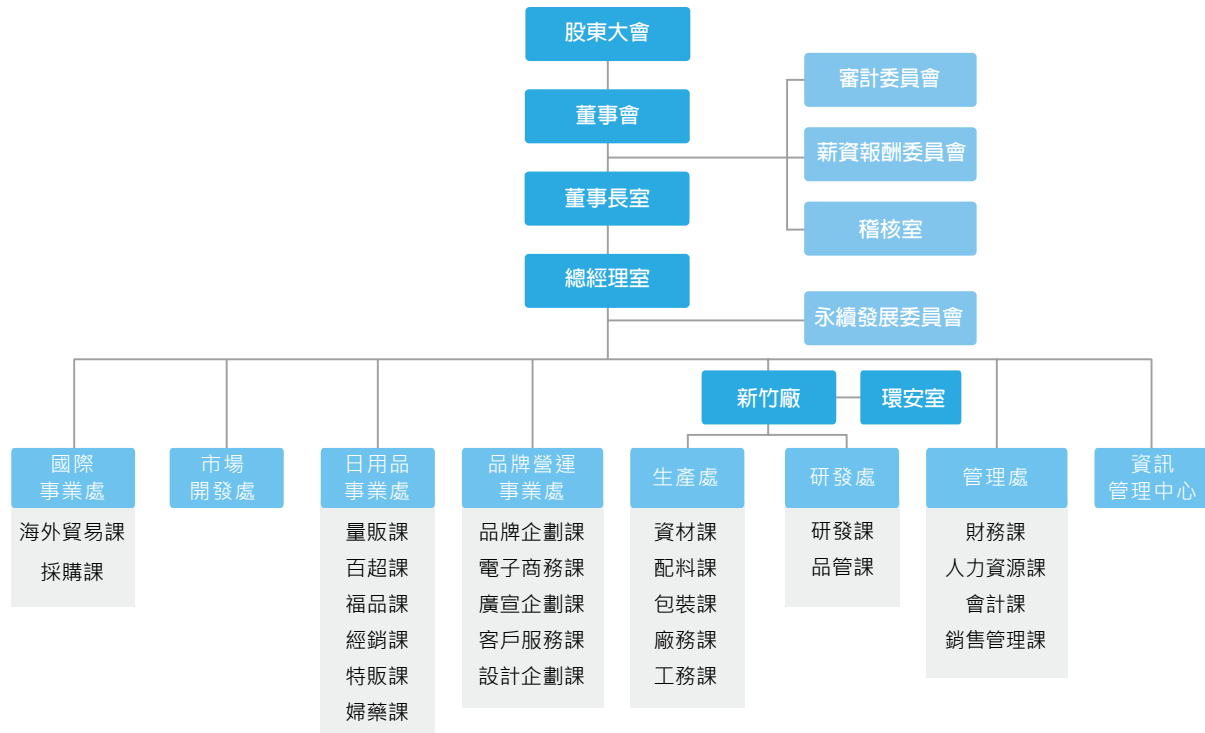 股東大會
董事會
審計委員會
薪資報酬委員會
稽核室
董事長室
總經理室
永續發展委員會
新竹廠
環安室
國際
事業處
海外貿易課
採購課
市場
開發處
日用品
事業處
量販課
百超課
福品課
經銷課
特販課
婦藥課
品牌營運
事業處
品牌企劃課
電子商務課
廣宣企劃課
客戶服務課
設計企劃課
生產處
資材課
配料課
包裝課
廠務課
工務課
研發處
研發課
品管課
管理處
財務課
人力資源課
會計課
銷售管理課
資訊
管理中心